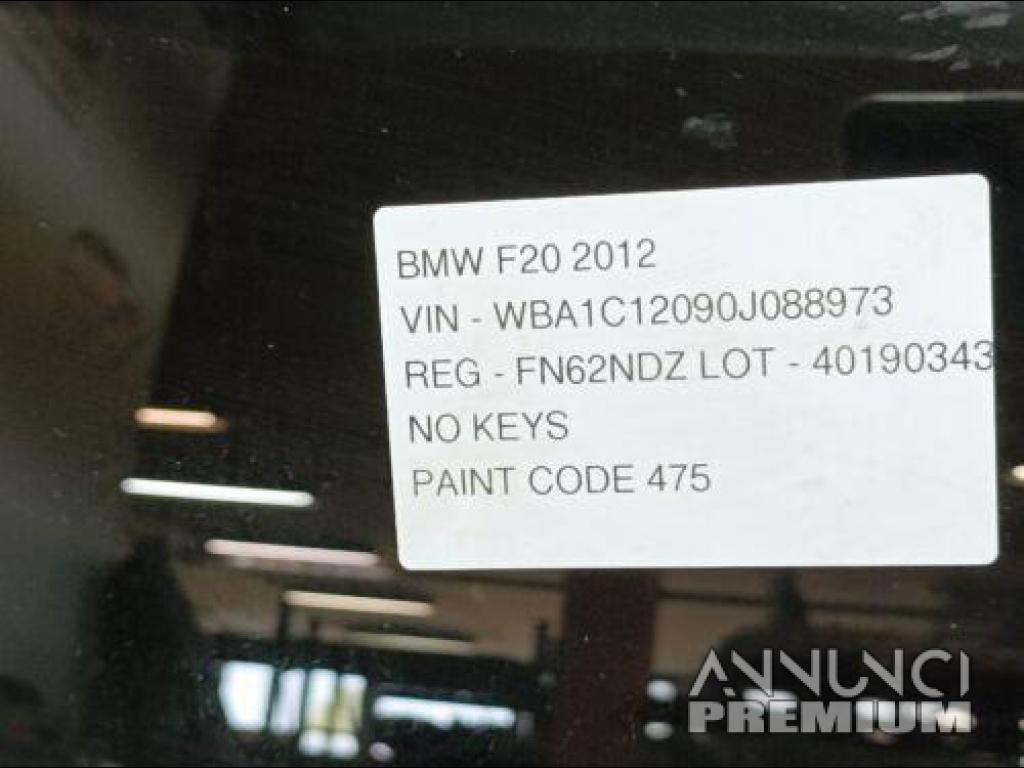 BMW F20 2012
VIN - WBA1C12090J088973
REG - FN62NDZ LOT - 40190343
NO KEYS
PAINT CODE 475
ANNUNCI
PREMIUM